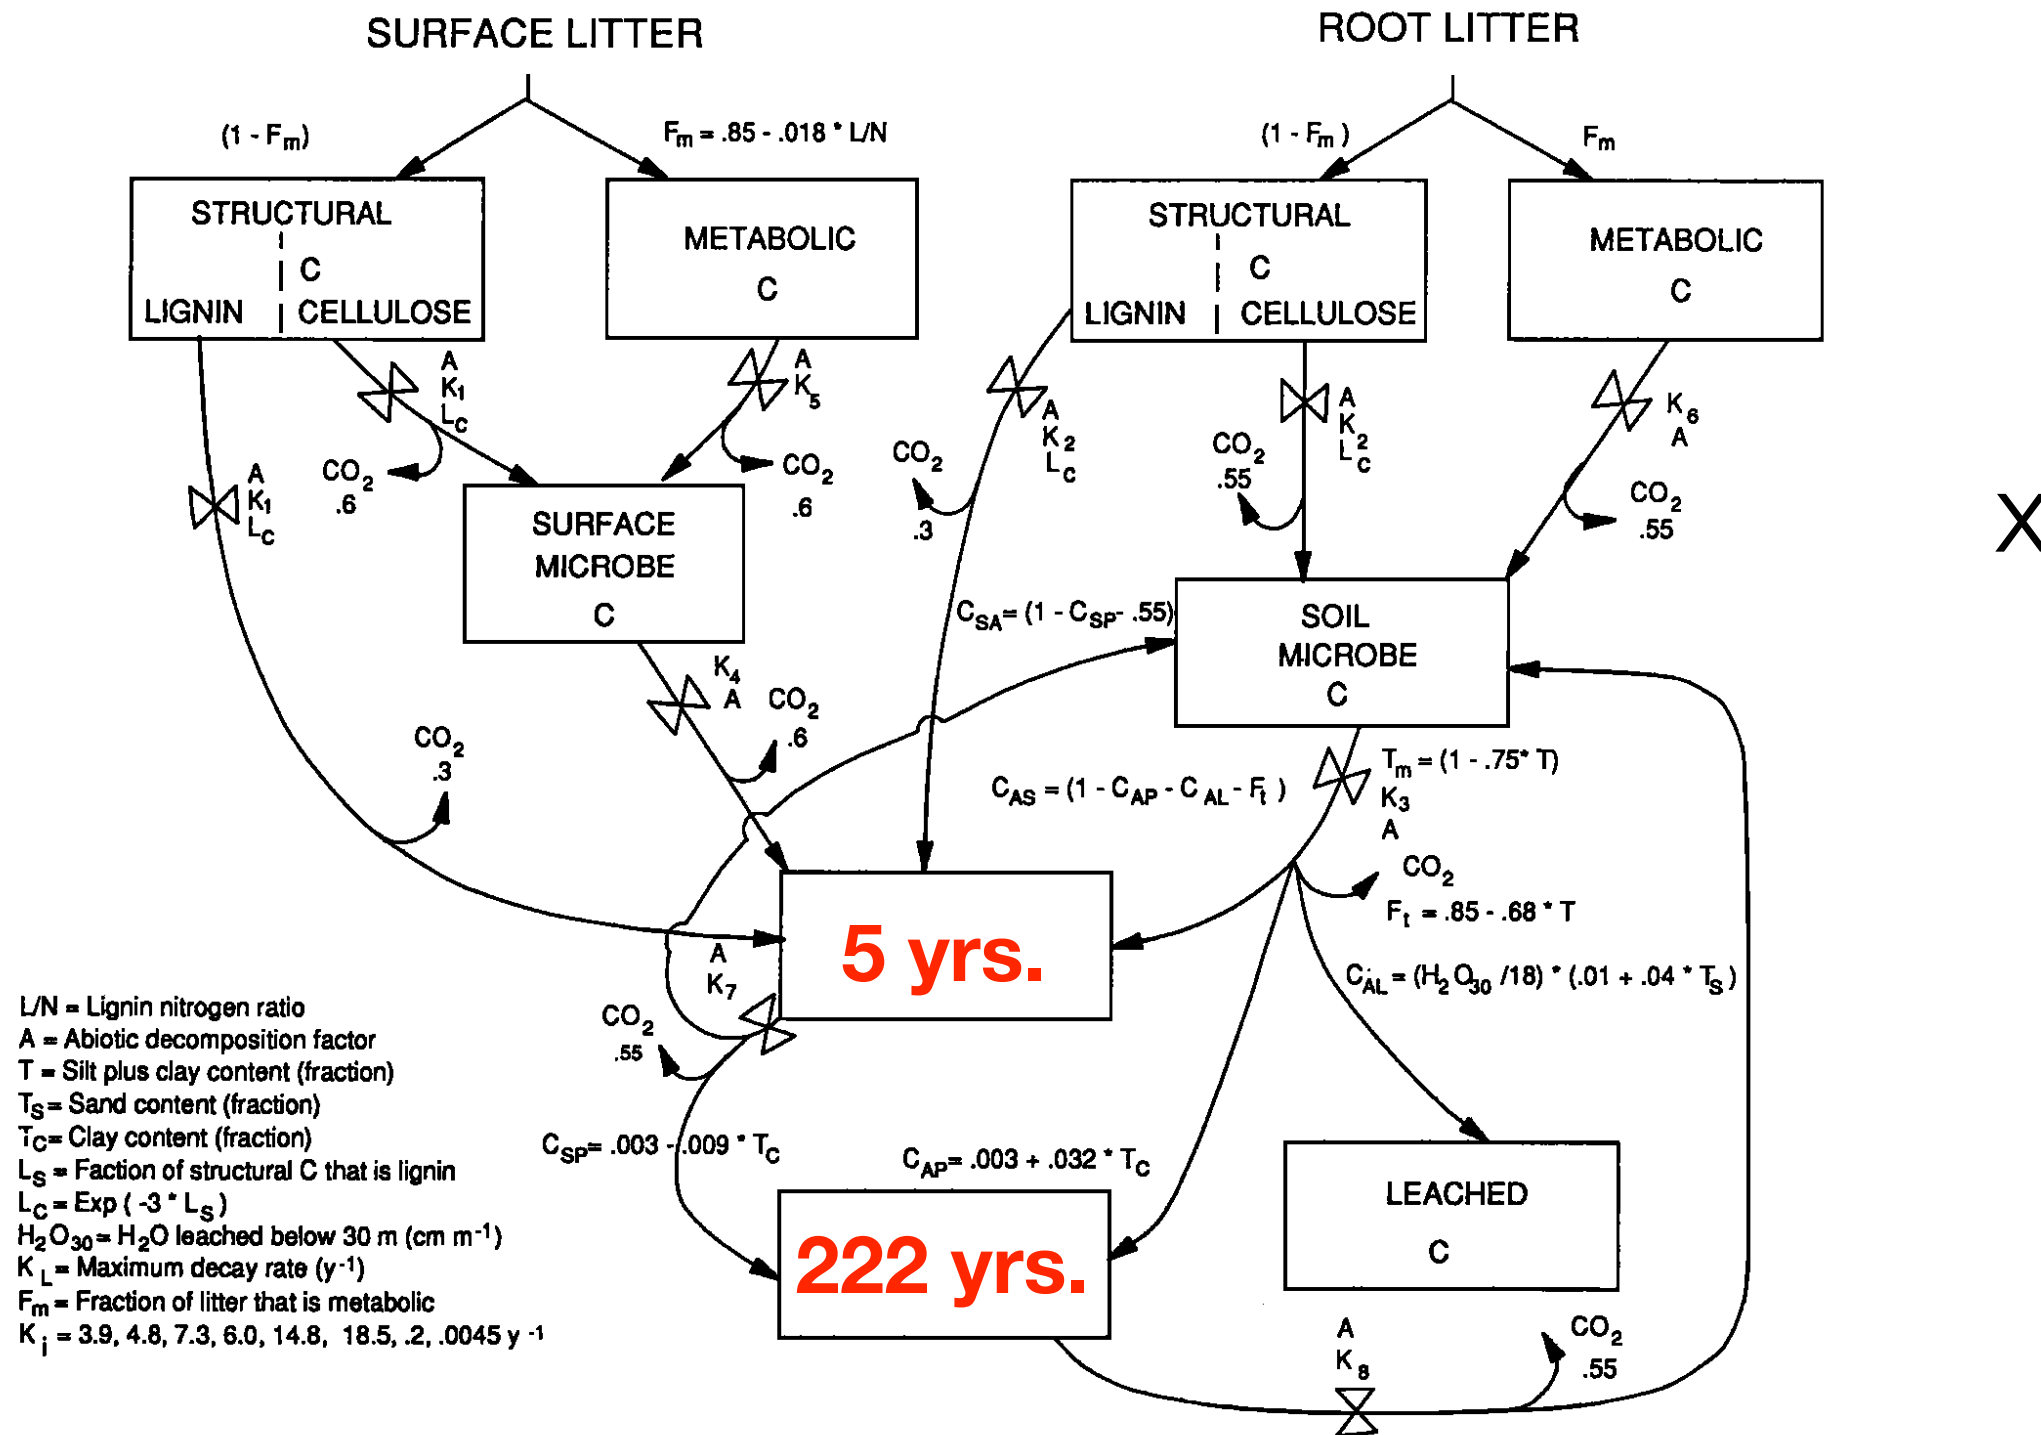 SURFACE LITTER
ROOT LITTER
(1 - Fm)
Fm = .85 - .018 * L/N
(1 - Fm)
Fm
STRUCTURAL
C
LIGNIN
CELLULOSE
METABOLIC
C
STRUCTURAL
C
LIGNIN
CELLULOSE
METABOLIC
C
A
K1
LC
A
K5
A
K2
LC
A
K2
LC
K6
A
A
K1
LC
CO2
.6
CO2
.6
CO2
.3
CO2
.55
CO2
.55
X
SURFACE
MICROBE
C
SOIL
MICROBE
C
CSA= (1 - CSP- .55)
K4
A
CO2
.6
CO2
.3
Tm = (1 - .75* T)
K3
A
CAS = (1 - CAP - CAL - Ft )
CO2
Ft = .85 - .68 * T
5 yrs.
A
K7
CAL= (H2O30 /18) * (.01 + .04 * TS)
CO2
.55
CSP= .003 - .009 * TC
CAP= .003 + .032 * TC
222 yrs.
LEACHED
C
A
K8
CO2
.55
L/N = Lignin nitrogen ratio
A = Abiotic decomposition factor
T = Silt plus clay content (fraction)
TS= Sand content (fraction)
TC= Clay content (fraction)
LS = Faction of structural C that is lignin
LC = Exp ( -3 * LS )
H2O30= H2O leached below 30 m (cm m-1)
KL= Maximum decay rate (y-1)
Fm = Fraction of litter that is metabolic
Ki = 3.9, 4.8, 7.3, 6.0, 14.8, 18.5, .2, .0045 y -1